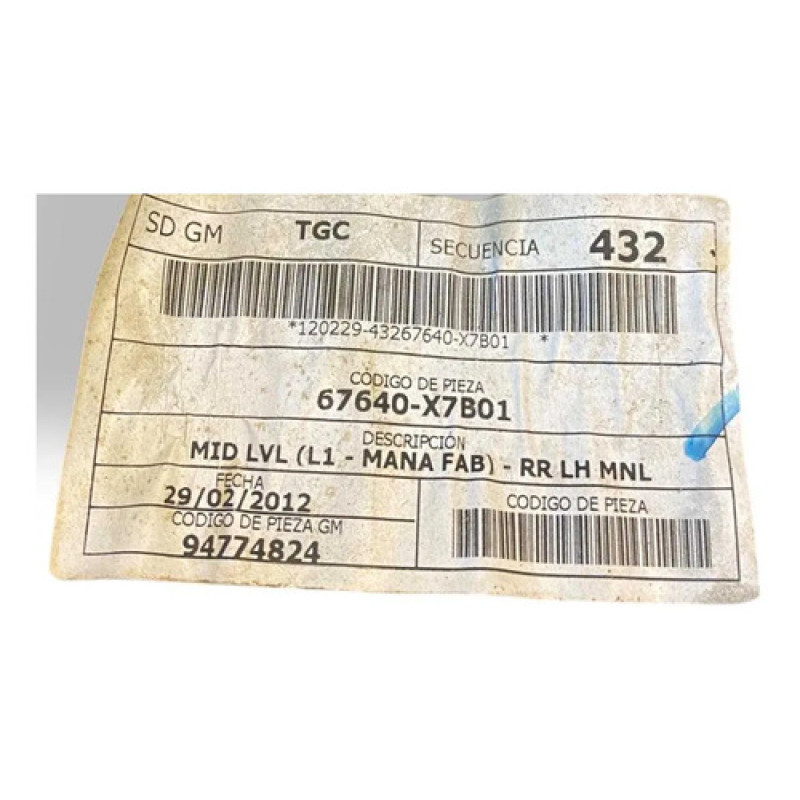 SD GM TGC SECUENCIA 432
*120229-43267640-X7B01 *
CÓDIGO DE PIEZA
67640-X7B01
DESCRIPCIÓN
MID LVL (L1 - MANA FAB) - RR LH MNL
FECHA
29/02/2012
CODIGO DE PIEZA GM
94774824
CODIGO DE PIEZA